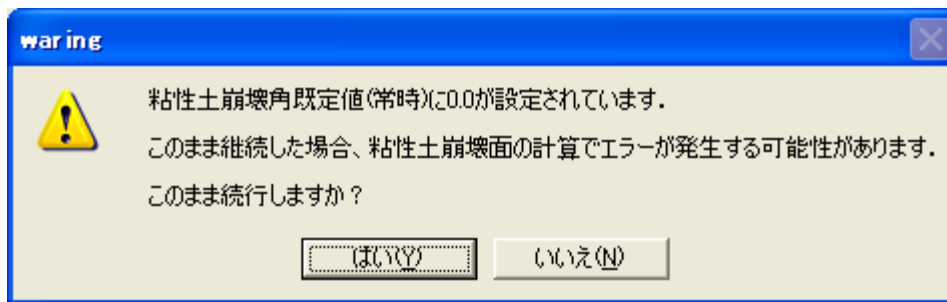 waring
粘性土崩壊角既定値(常時)に0.0が設定されています.
このまま継続した場合、粘性土崩壊面の計算でエラーが発生する可能性があります.
このまま続行しますか？
はい(Y)
いいえ(N)